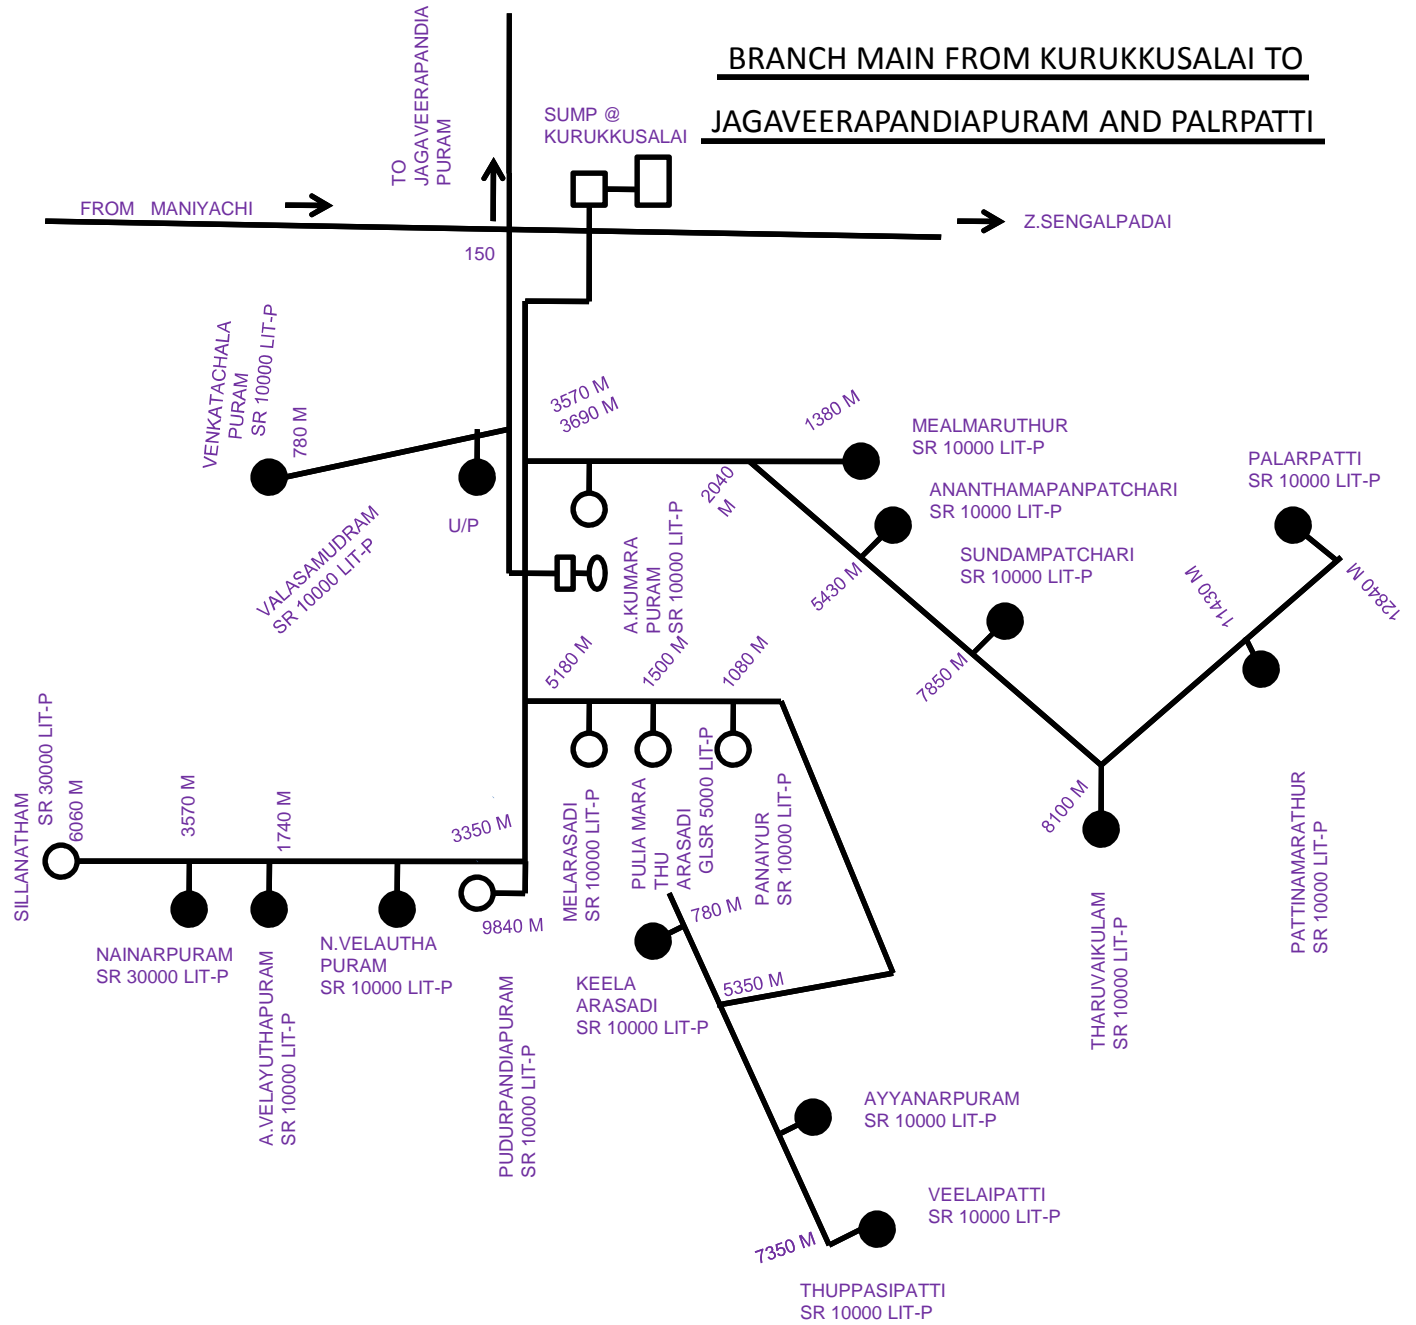 BRANCH MAIN FROM KURUKKUSALAI TO
JAGAVEERAPANDIAPURAM AND PALRPATTI
TO
JAGAVEERAPANDIA
PURAM
SUMP @
KURUKKUSALAI
FROM MANIYACHI
Z.SENGALPADAI
150
VENKATACHALA
PURAM
SR 10000 LIT-P
780 M
3570 M
3690 M
1380 M
MEALMARUTHUR
SR 10000 LIT-P
PALARPATTI
SR 10000 LIT-P
2040
M
ANANTHAMAPANPATCHARI
SR 10000 LIT-P
U/P
VALASAMUDRAM
SR 10000 LIT-P
A.KUMARA
PURAM
SR 10000 LIT-P
SUNDAMPATCHARI
SR 10000 LIT-P
5430 M
11430 M
12840 M
5180 M
1500 M
1080 M
7850 M
SILLANATHAM
SR 30000 LIT-P
6060 M
3570 M
1740 M
3350 M
MELARASADI
SR 10000 LIT-P
PULIA MARA
THU
ARASADI
GLSR 5000 LIT-P
PANAIYUR
SR 10000 LIT-P
8100 M
THARUVAIKULAM
SR 10000 LIT-P
PATTINAMARATHUR
SR 10000 LIT-P
9840 M
780 M
NAINARPURAM
SR 30000 LIT-P
A.VELAYUTHAPURAM
SR 10000 LIT-P
N.VELAUTHA
PURAM
SR 10000 LIT-P
PUDURPANDIAPURAM
SR 10000 LIT-P
KEELA
ARASADI
SR 10000 LIT-P
5350 M
AYYANARPURAM
SR 10000 LIT-P
VEELAIPATTI
SR 10000 LIT-P
7350 M
THUPPASIPATTI
SR 10000 LIT-P